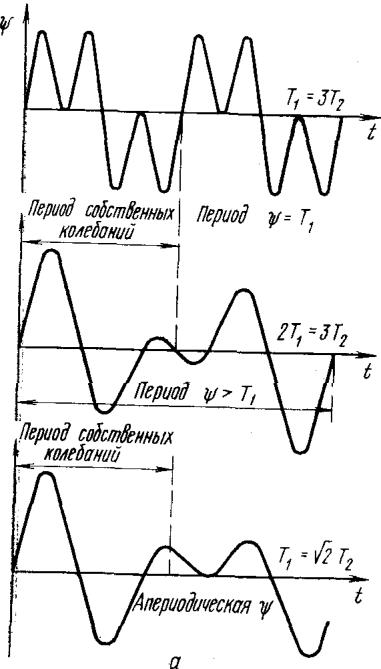 ψ
T₁ = 3T₂
t
Период собственных колебаний
Период ψ = T₁
2T₁ = 3T₂
t
Период ψ > T₁
Период собственных колебаний
T₁ = √2 T₂
t
Апериодическая ψ
а